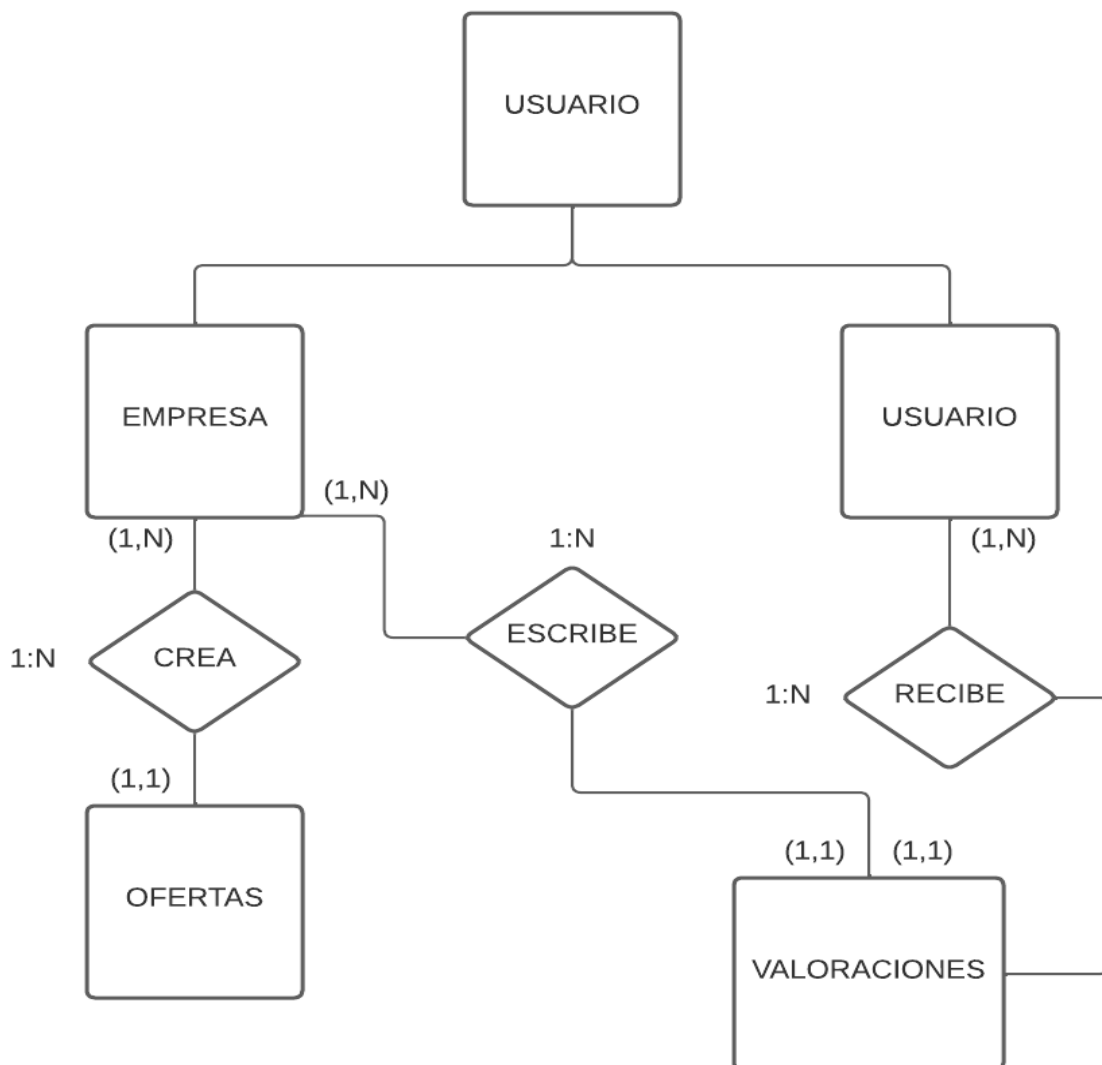 USUARIO
EMPRESA
USUARIO
(1,N)
(1,N)
1:N
(1,N)
ESCRIBE
1:N
CREA
1:N
RECIBE
(1,1)
(1,1)
(1,1)
OFERTAS
VALORACIONES